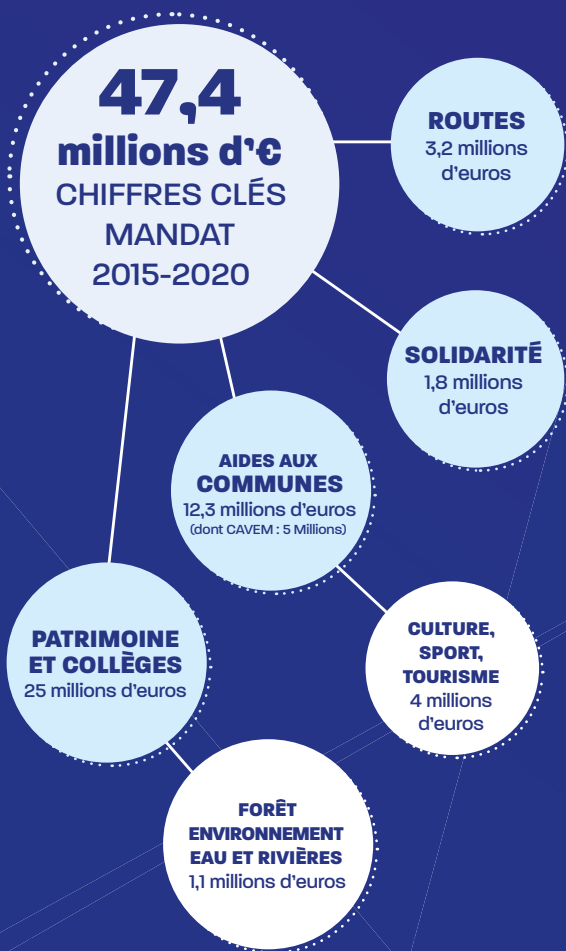 47,4
millions d'€
CHIFFRES CLÉS
MANDAT
2015-2020
ROUTES
3,2 millions
d'euros
SOLIDARITÉ
1,8 millions
d'euros
AIDES AUX
COMMUNES
12,3 millions d'euros
(dont CAVEM : 5 Millions)
PATRIMOINE
ET COLLÈGES
25 millions d'euros
CULTURE,
SPORT,
TOURISME
4 millions
d'euros
FORÊT
ENVIRONNEMENT
EAU ET RIVIÈRES
1,1 millions d'euros